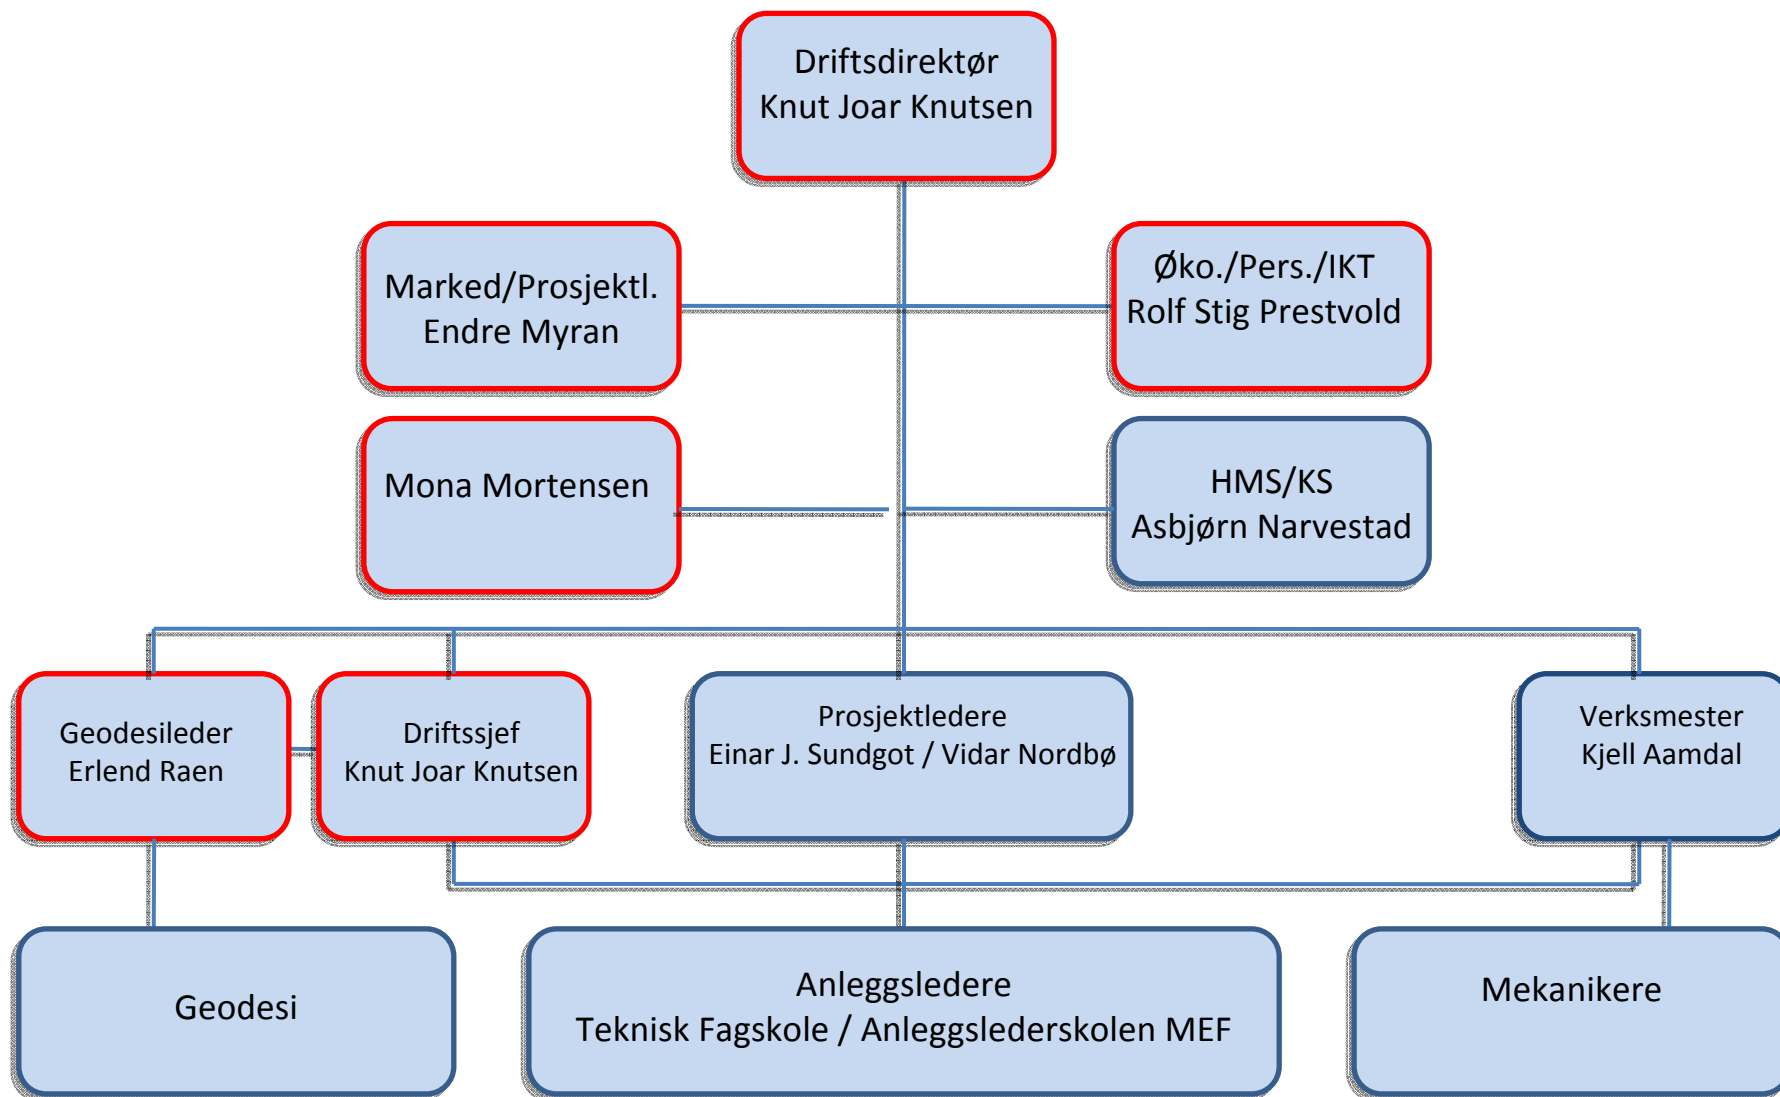 Driftsdirektør
Knut Joar Knutsen
Marked/Prosjektl.
Endre Myran
Øko./Pers./IKT
Rolf Stig Prestvold
Mona Mortensen
HMS/KS
Asbjørn Narvestad
Geodesileder
Erlend Raen
Driftssjef
Knut Joar Knutsen
Prosjektledere
Einar J. Sundgot / Vidar Nordbø
Verksmester
Kjell Aamdal
Geodesi
Anleggsledere
Teknisk Fagskole / Anleggslederskolen MEF
Mekanikere